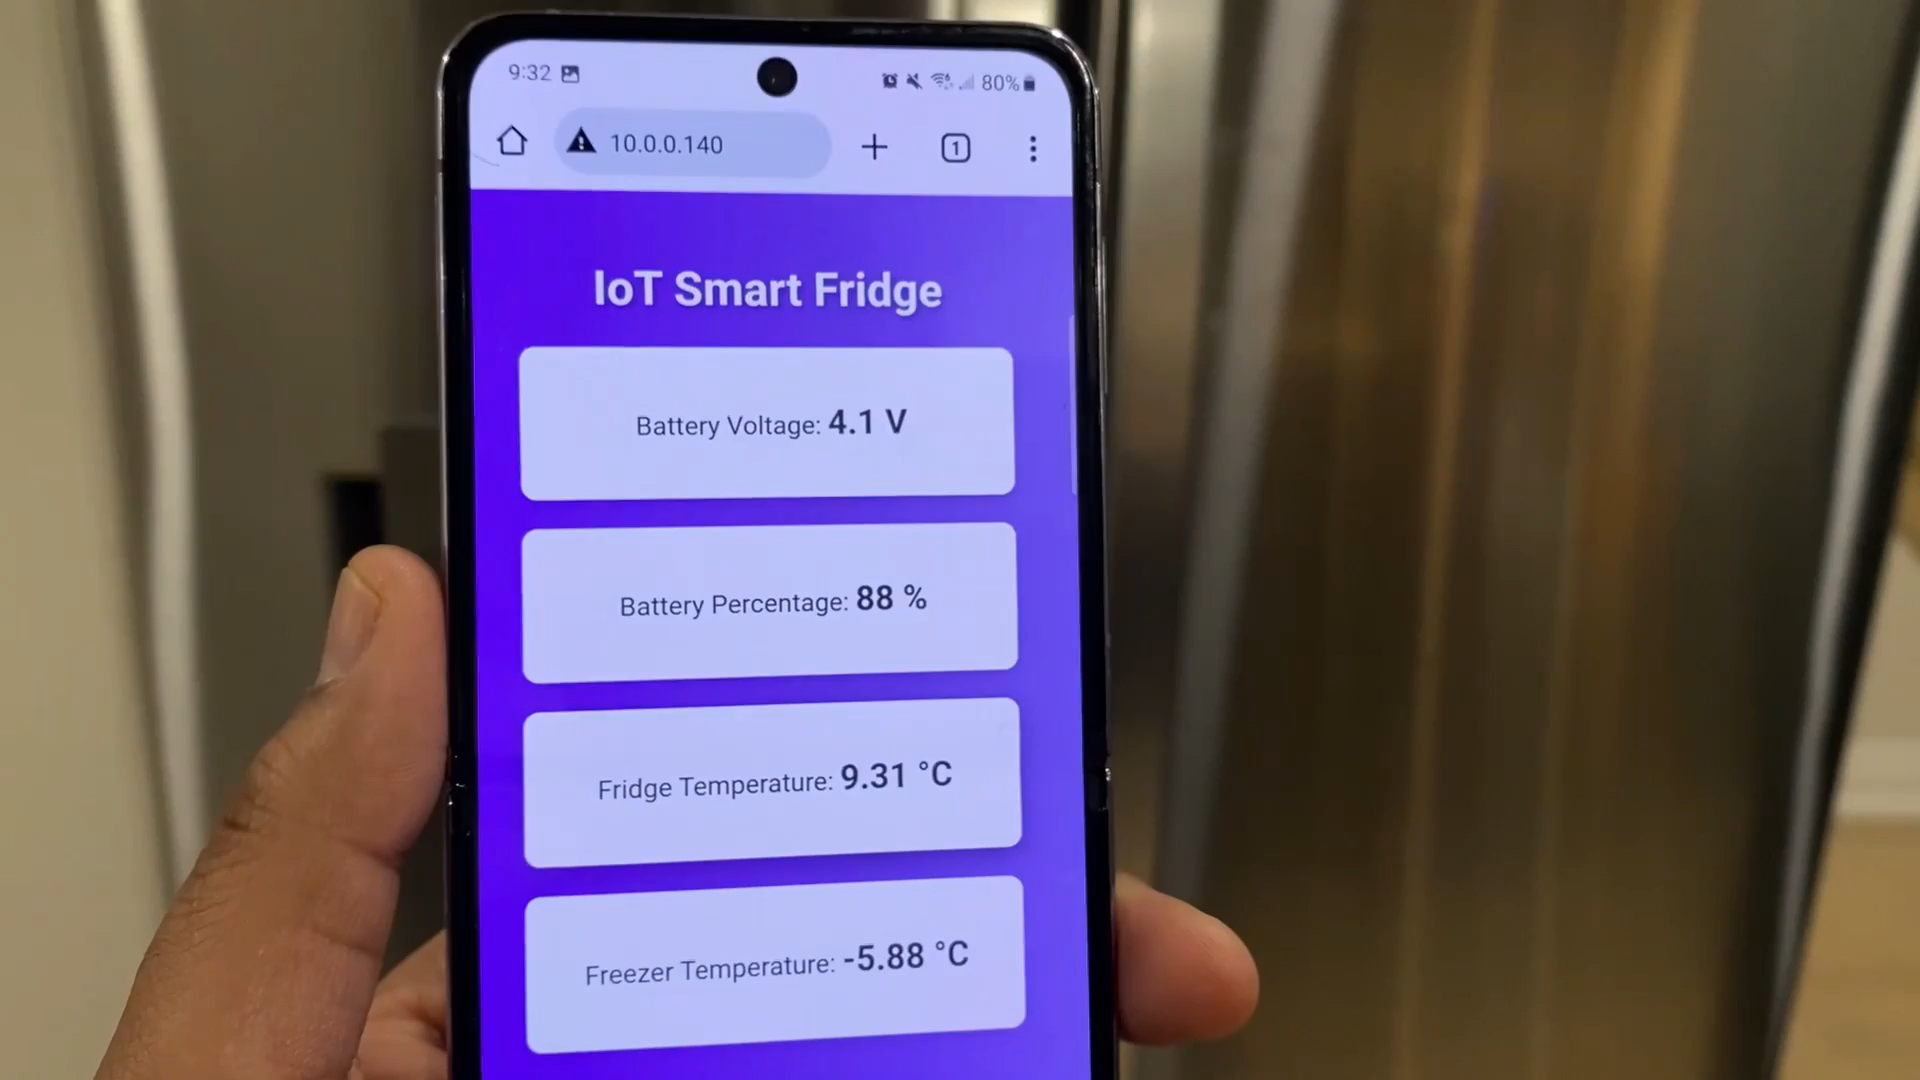 9:32 80%
10.0.0.140 1
IoT Smart Fridge
Battery Voltage: 4.1 V
Battery Percentage: 88 %
Fridge Temperature: 9.31 °C
Freezer Temperature: -5.88 °C